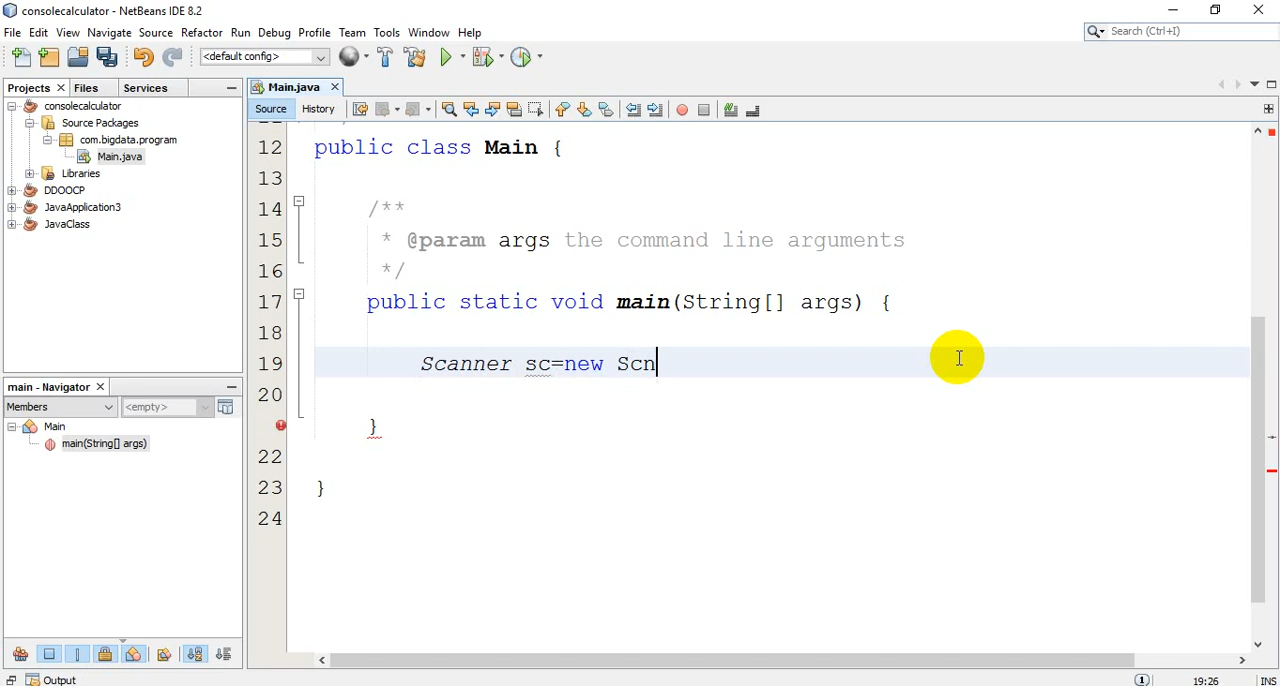 consolecalculator - NetBeans IDE 8.2
File Edit View Navigate Source Refactor Run Debug Profile Team Tools Window Help
Search (Ctrl+I)
<default config>
Projects Files Services
Main.java
Source History
consolecalculator
Source Packages
com.bigdata.program
Main.java
Libraries
DDOOCP
JavaApplication3
JavaClass
12 public class Main {
13
14 /**
15 * @param args the command line arguments
16 */
17 public static void main(String[] args) {
18
19 Scanner sc=new Scn
20
}
22
23 }
24
main - Navigator
Members <empty>
Main
main(String[] args)
Output
1 19:26 INS